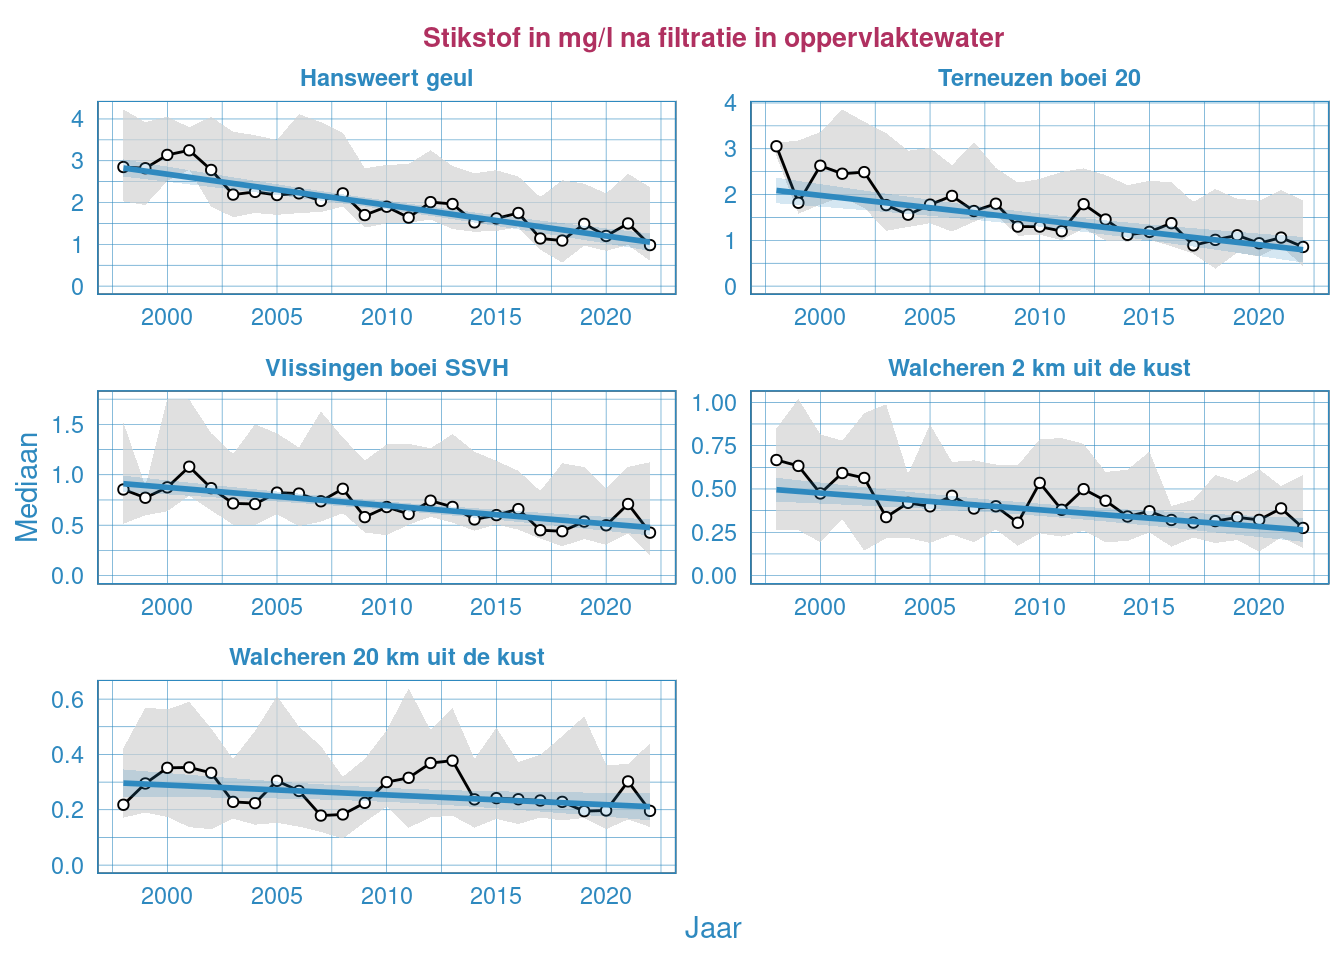 Stikstof in mg/l na filtratie in oppervlaktewater
Hansweert geul
4
3
2
1
0
2000 2005 2010 2015 2020
Terneuzen boei 20
4
3
2
1
0
2000 2005 2010 2015 2020
Mediaan
Vlissingen boei SSVH
1.5
1.0
0.5
0.0
2000 2005 2010 2015 2020
Walcheren 2 km uit de kust
1.00
0.75
0.50
0.25
0.00
2000 2005 2010 2015 2020
Walcheren 20 km uit de kust
0.6
0.4
0.2
0.0
2000 2005 2010 2015 2020
Jaar